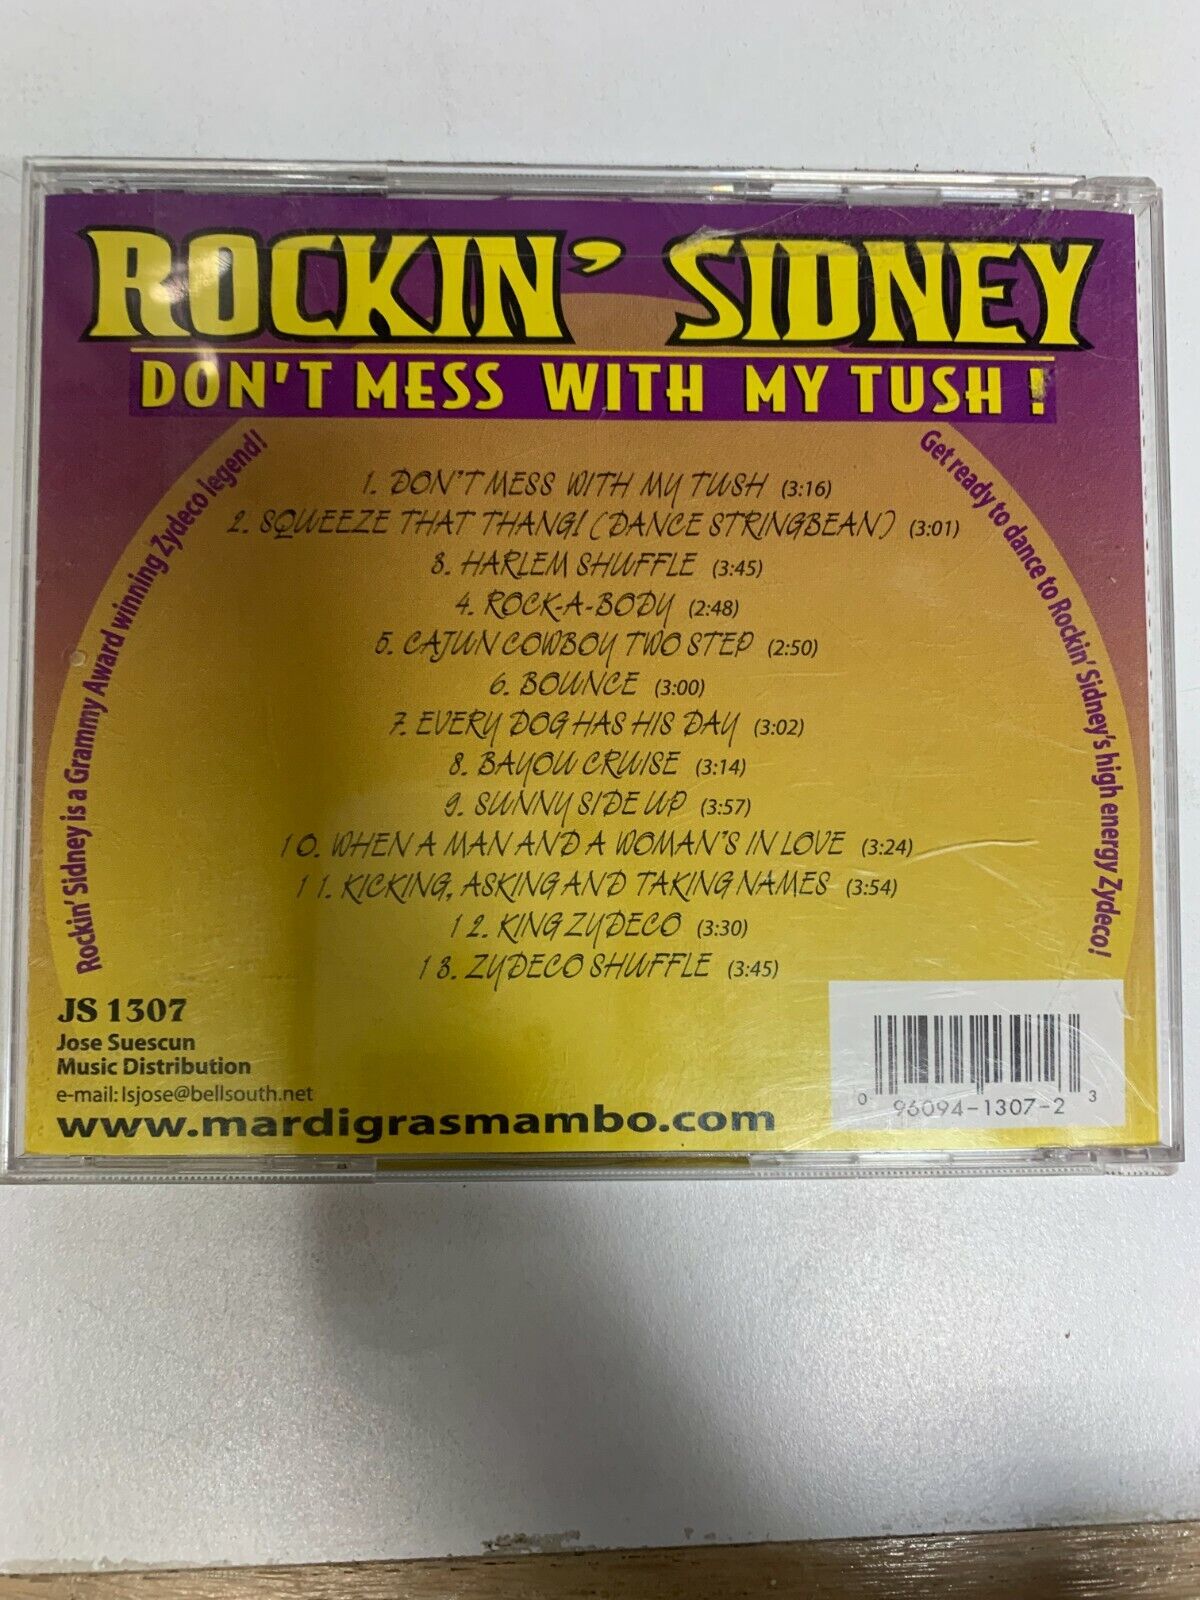 ROCKIN' SIDNEY
DON'T MESS WITH MY TUSH!
Rockin' Sidney is a Grammy Award winning Zydeco legend!
Get ready to dance to Rockin' Sidney's high energy Zydeco!
1. DON'T MESS WITH MY TUSH (3:16)
2. SQUEEZE THAT THANG! (DANCE STRINGBEAN) (3:01)
3. HARLEM SHUFFLE (3:45)
4. ROCK-A-BODY (2:48)
5. CAJUN COWBOY TWO STEP (2:50)
6. BOUNCE (3:00)
7. EVERY DOG HAS HIS DAY (3:02)
8. BAYOU CRUISE (3:14)
9. SUNNY SIDE UP (3:57)
10. WHEN A MAN AND A WOMAN'S IN LOVE (3:24)
11. KICKING, ASKING AND TAKING NAMES (3:54)
12. KING ZYDECO (3:30)
13. ZYDECO SHUFFLE (3:45)
JS 1307
Jose Suescun
Music Distribution
e-mail: lsjose@bellsouth.net
www.mardigrasmambo.com
0 96094-1307-2 3